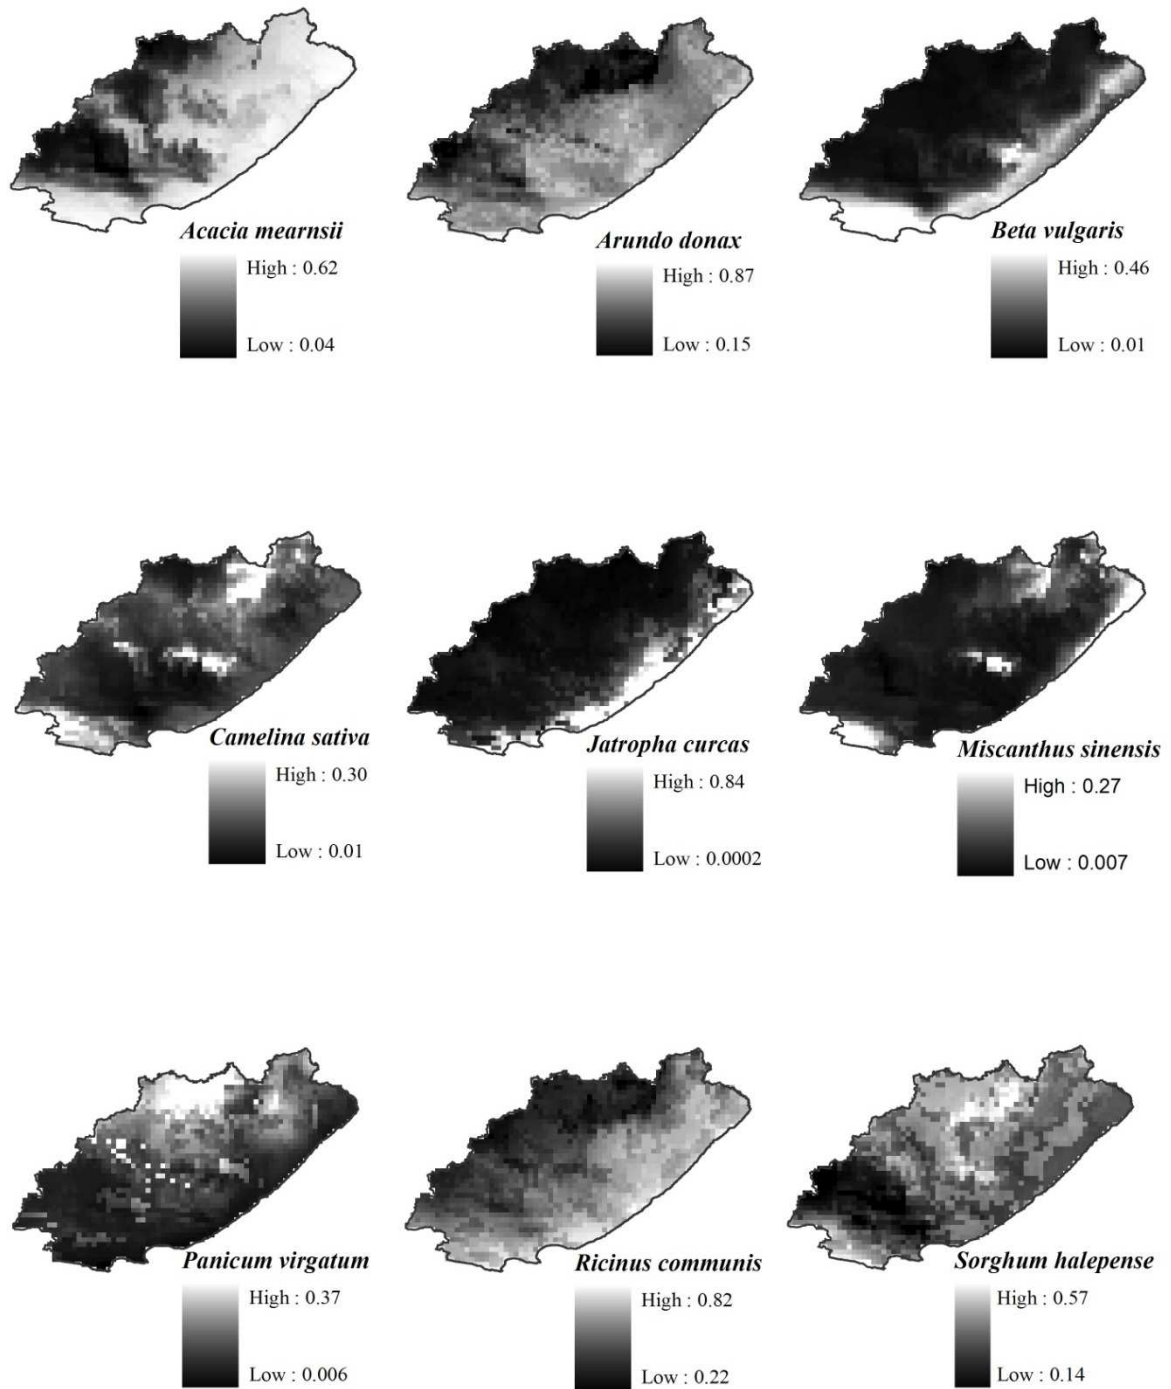 Acacia mearnsii
High : 0.62
Low : 0.04
Arundo donax
High : 0.87
Low : 0.15
Beta vulgaris
High : 0.46
Low : 0.01
Camelina sativa
High : 0.30
Low : 0.01
Jatropha curcas
High : 0.84
Low : 0.0002
Miscanthus sinensis
High : 0.27
Low : 0.007
Panicum virgatum
High : 0.37
Low : 0.006
Ricinus communis
High : 0.82
Low : 0.22
Sorghum halepense
High : 0.57
Low : 0.14